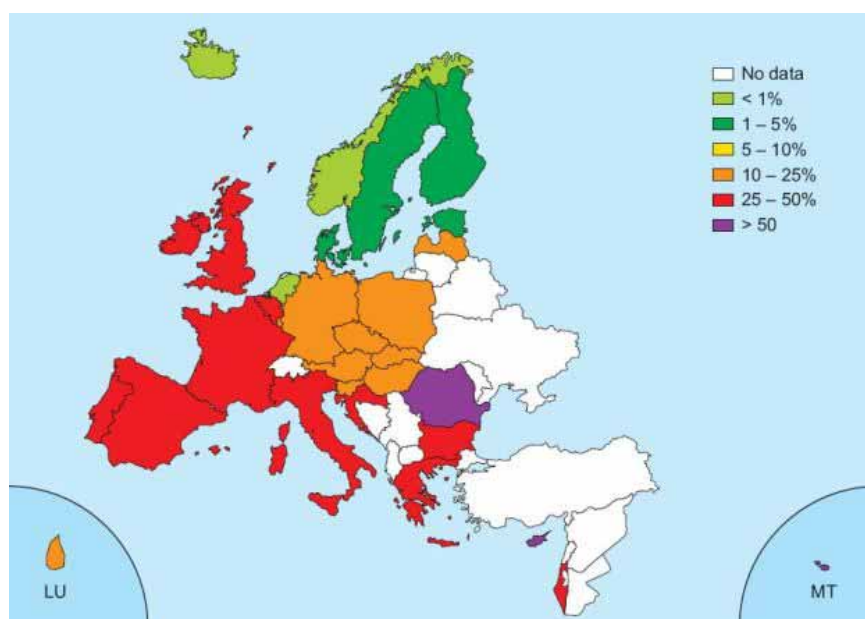 No data
< 1%
1 – 5%
5 – 10%
10 – 25%
25 – 50%
> 50
LU
MT